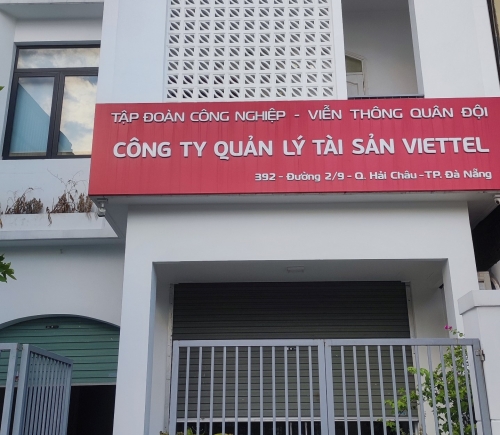 TẬP ĐOÀN CÔNG NGHIỆP - VIỄN THÔNG QUÂN ĐỘI
CÔNG TY QUẢN LÝ TÀI SẢN VIETTEL
392 - Đường 2/9 - Q. Hải Châu -TP. Đà Nẵng